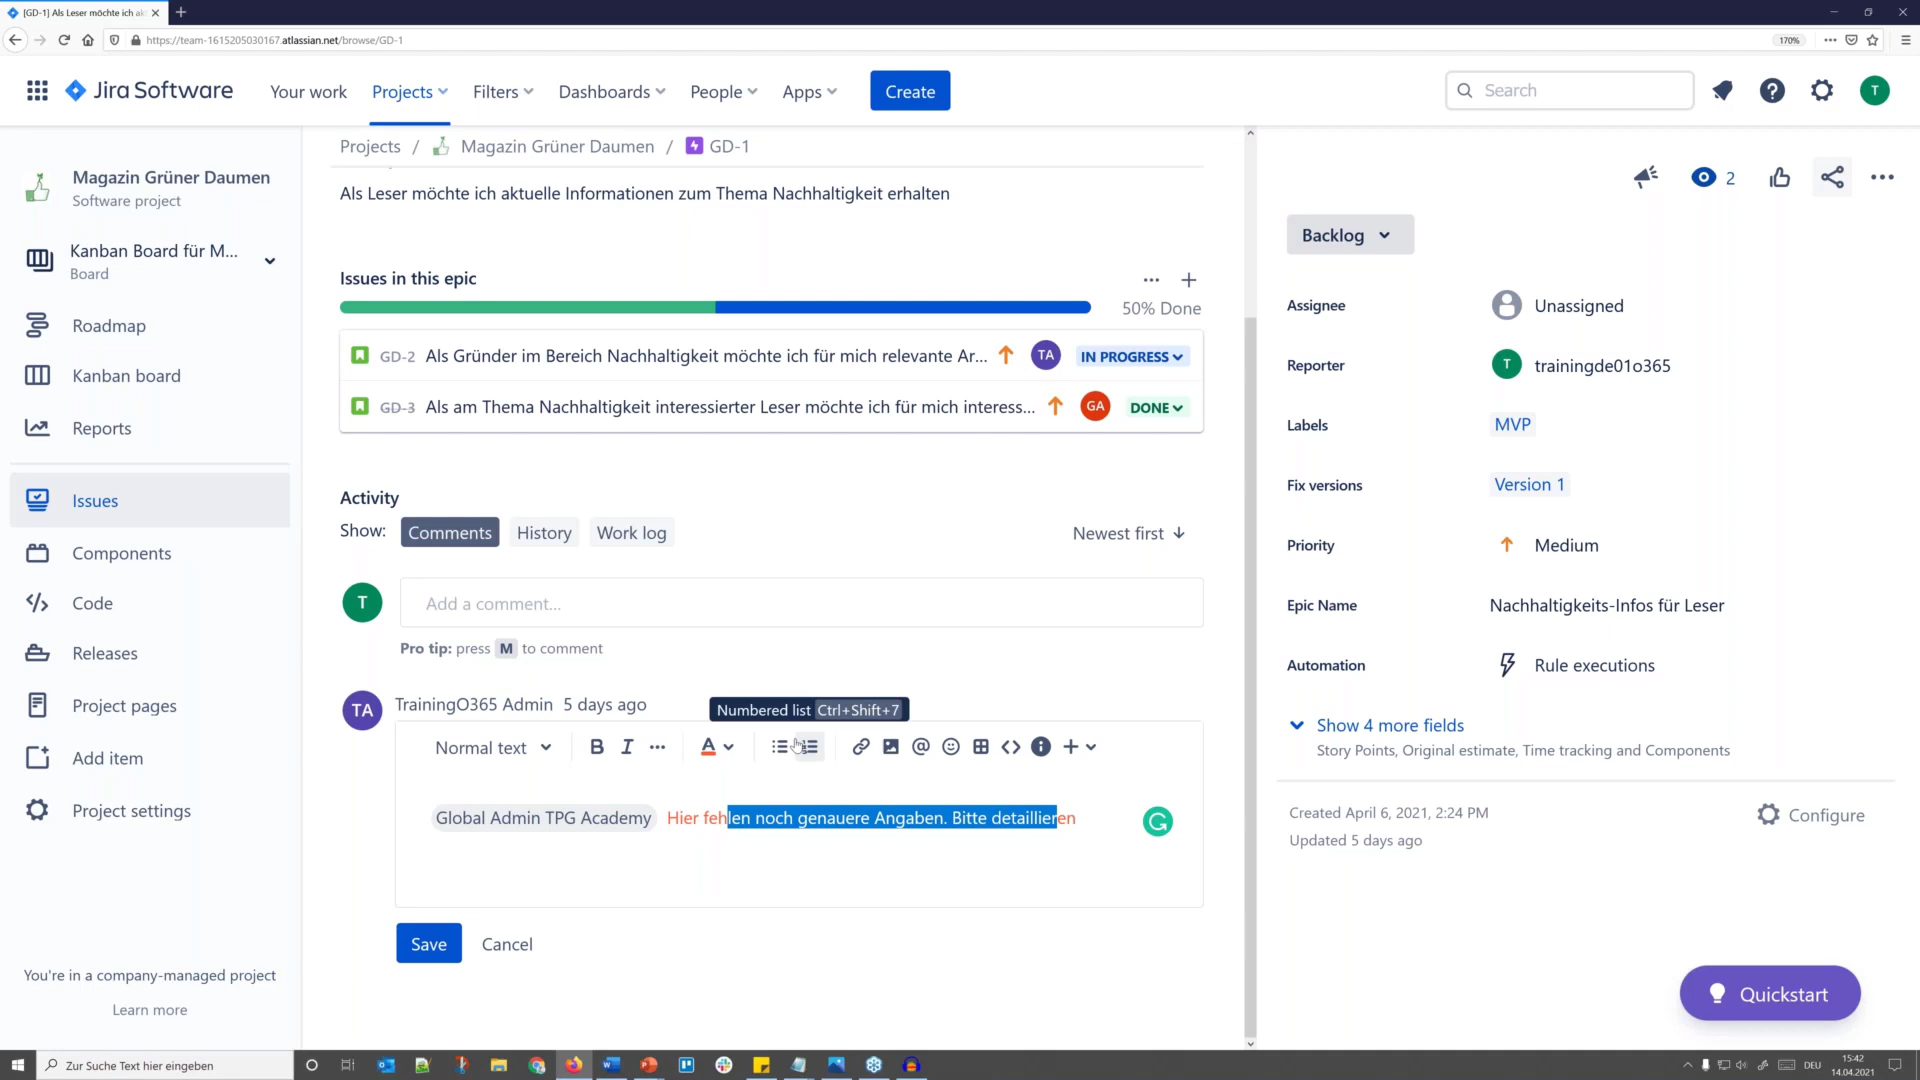 [GD-1] Als Leser möchte ich ak
https://team-1615205030167.atlassian.net/browse/GD-1
170%
Jira Software
Your work
Projects
Filters
Dashboards
People
Apps
Create
Search
T
Magazin Grüner Daumen
Software project
Kanban Board für M...
Board
Roadmap
Kanban board
Reports
Issues
Components
Code
Releases
Project pages
Add item
Project settings
You're in a company-managed project
Learn more
Projects / Magazin Grüner Daumen / GD-1
Als Leser möchte ich aktuelle Informationen zum Thema Nachhaltigkeit erhalten
Issues in this epic
50% Done
GD-2 Als Gründer im Bereich Nachhaltigkeit möchte ich für mich relevante Ar... TA IN PROGRESS
GD-3 Als am Thema Nachhaltigkeit interessierter Leser möchte ich für mich interess... GA DONE
Activity
Show: Comments History Work log Newest first
T Add a comment...
Pro tip: press M to comment
TA TrainingO365 Admin 5 days ago
Numbered list Ctrl+Shift+7
Normal text B I A
Global Admin TPG Academy Hier fehlen noch genauere Angaben. Bitte detaillieren
Save Cancel
2
Backlog
Assignee Unassigned
Reporter T trainingde01o365
Labels MVP
Fix versions Version 1
Priority Medium
Epic Name Nachhaltigkeits-Infos für Leser
Automation Rule executions
Show 4 more fields
Story Points, Original estimate, Time tracking and Components
Created April 6, 2021, 2:24 PM
Updated 5 days ago
Configure
Quickstart
Zur Suche Text hier eingeben
DEU
15:42
14.04.2021